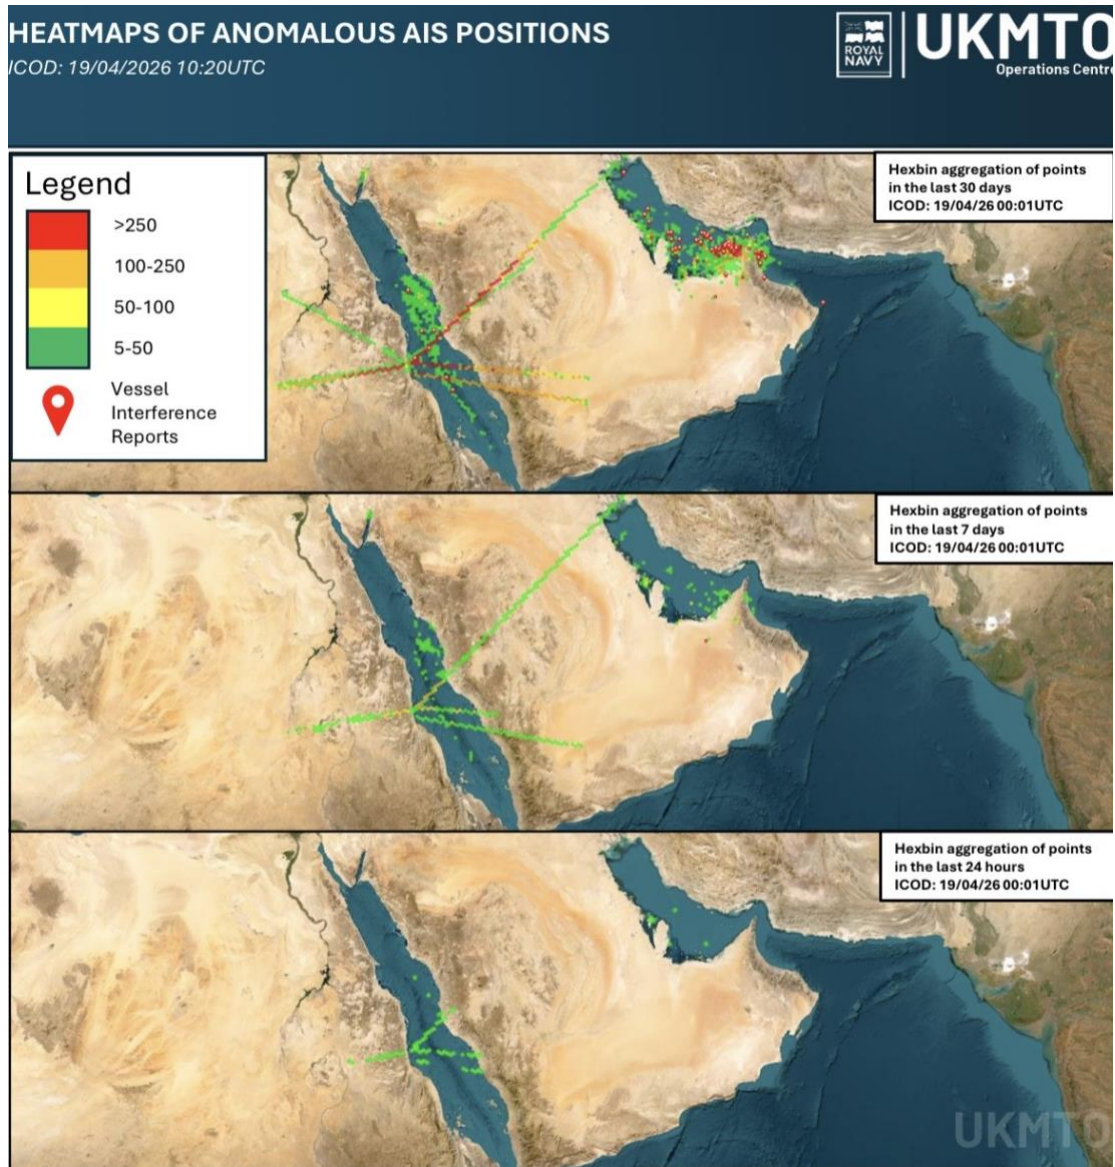 HEATMAPS OF ANOMALOUS AIS POSITIONS
ICOD: 19/04/2026 10:20UTC
ROYAL
NAVY
UKMTO
Operations Centre
Legend
>250
100-250
50-100
5-50
Vessel
Interference
Reports
Hexbin aggregation of points
in the last 30 days
ICOD: 19/04/26 00:01UTC
Hexbin aggregation of points
in the last 7 days
ICOD: 19/04/26 00:01UTC
Hexbin aggregation of points
in the last 24 hours
ICOD: 19/04/26 00:01UTC
UKMTO